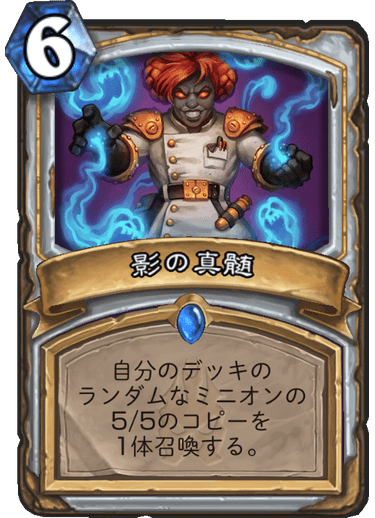 6
影の真髄
自分のデッキの
ランダムなミニオンの
5/5のコピーを
1体召喚する。